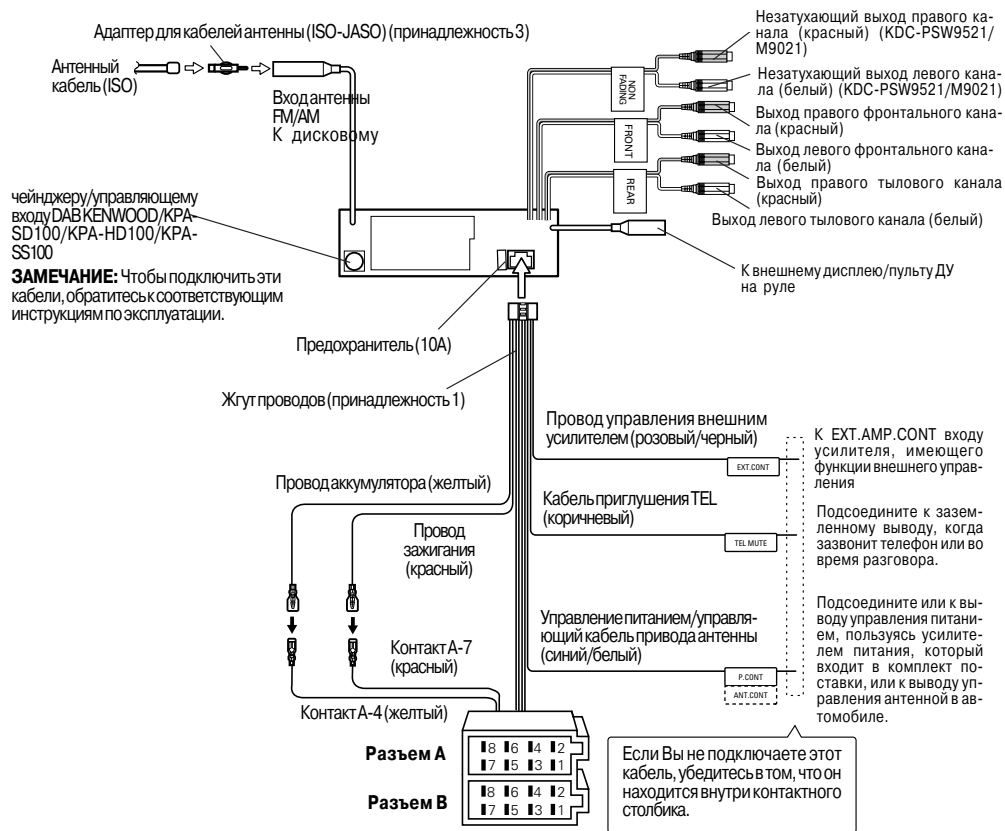 Адаптер для кабелей антенны (ISO-JASO) (принадлежность 3)
Антенный
кабель (ISO)
Вход антенны
FM/AM
К дисковому
чейнджеру/управляющему
входу DAB KENWOOD/KPA-
SD100/KPA-HD100/KPA-
SS100
ЗАМЕЧАНИЕ: Чтобы подключить эти
кабели, обратитесь к соответствующим
инструкциям по эксплуатации.
NON
FADING
FRONT
REAR
Незатухающий выход правого ка-
нала (красный) (KDC-PSW9521/
M9021)
Незатухающий выход левого кана-
ла (белый) (KDC-PSW9521/M9021)
Выход правого фронтального кана-
ла (красный)
Выход левого фронтального кана-
ла (белый)
Выход правого тылового канала
(красный)
Выход левого тылового канала (белый)
К внешнему дисплею/пульту ДУ
на руле
Предохранитель (10А)
Жгут проводов (принадлежность 1)
Провод управления внешним
усилителем (розовый/черный)
EXT.CONT
К EXT.AMP.CONT входу
усилителя, имеющего
функции внешнего управ-
ления
Провод аккумулятора (желтый)
Провод
зажигания
(красный)
Кабель приглушения TEL
(коричневый)
TEL MUTE
Подсоедините к зазем-
ленному выводу, когда
зазвонит телефон или во
время разговора.
Управление питанием/управля-
ющий кабель привода антенны
(синий/белый)
P.CONT
ANT.CONT
Подсоедините или к вы-
воду управления питани-
ем, пользуясь усилите-
лем питания, который
входит в комплект по-
ставки, или к выводу уп-
равления антенной в ав-
томобиле.
Контакт А-7
(красный)
Контакт А-4 (желтый)
Разъем А
8 6 4 2
7 5 3 1
Разъем В
8 6 4 2
7 5 3 1
Если Вы не подключаете этот
кабель, убедитесь в том, что он
находится внутри контактного
столбика.